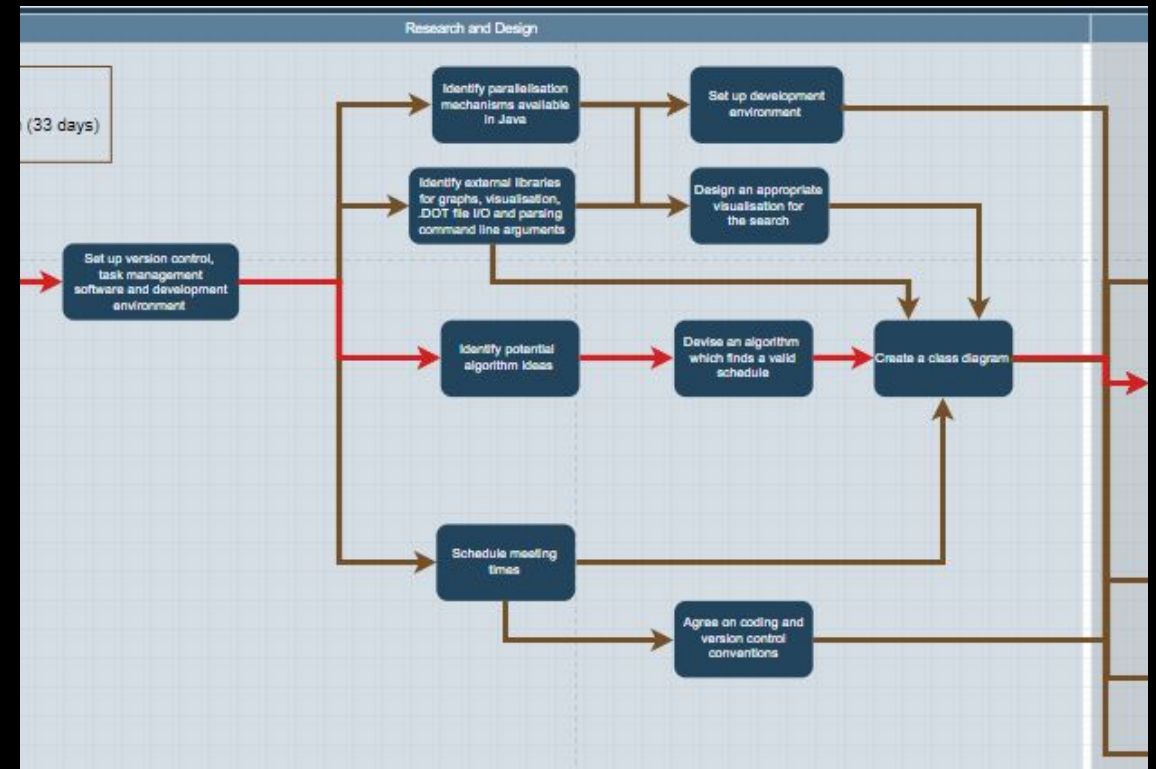 Research and Design
(33 days)
Identify parallelisation
mechanisms available
in Java
Set up development
environment
Identify external libraries
for graphs, visualisation,
.DOT file I/O and parsing
command line arguments
Design an appropriate
visualisation for
the search
Set up version control,
task management
software and development
environment
Identify potential
algorithm ideas
Devise an algorithm
which finds a valid
schedule
Create a class diagram
Schedule meeting
times
Agree on coding and
version control
conventions